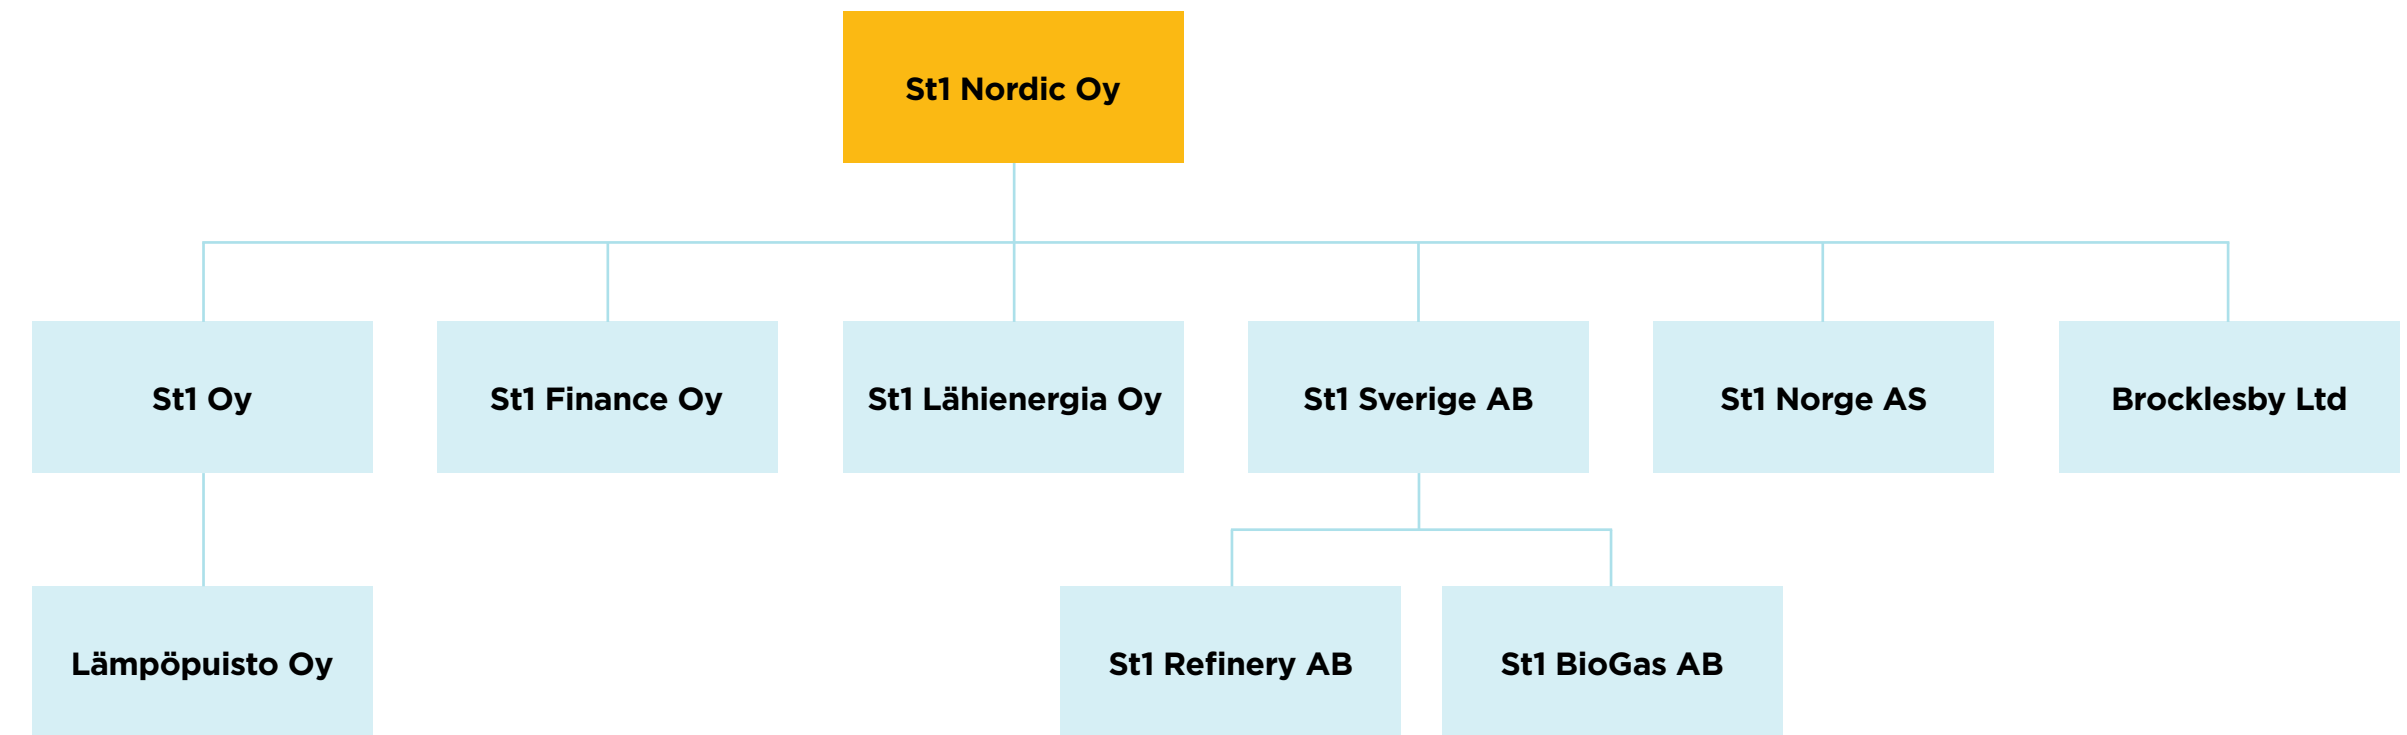 St1 Nordic Oy
St1 Oy
St1 Finance Oy
St1 Lähienergia Oy
St1 Sverige AB
St1 Norge AS
Brocklesby Ltd
Lämpöpuisto Oy
St1 Refinery AB
St1 BioGas AB